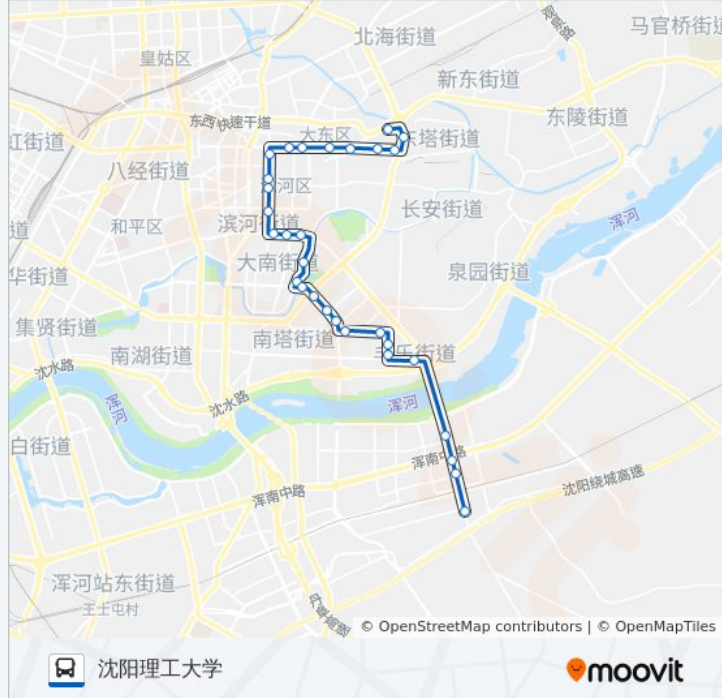 北海街道
马官桥街道
观泉路
皇姑区
新东街道
东陵街道
东西快速干道
大东区
天塔街道
虹街道
八经街道
河区
长安街道
和平区
滨河街道
浑河
道
大南街道
泉园街道
华街道
集贤街道
南塔街道
南湖街道
丰乐街道
沈水路
浑河
沈水路
浑河
白街道
浑南中路
浑南中路
沈阳绕城高速
浑河站东街道
王士屯村
© OpenStreetMap contributors | © OpenMapTiles
沈阳理工大学
moovit